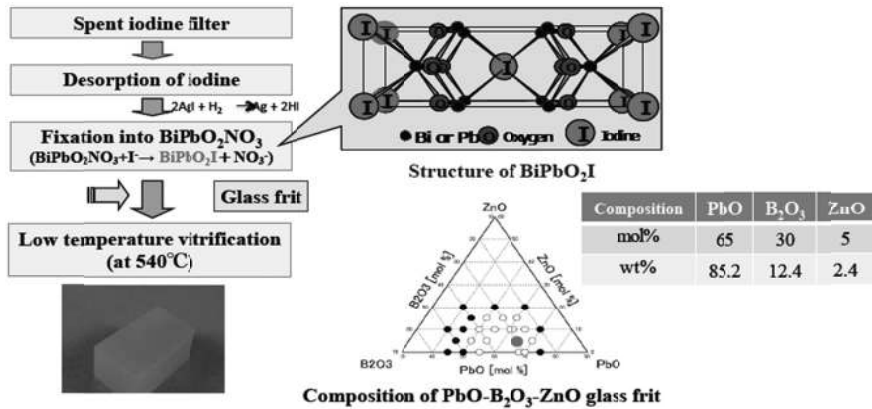 Spent iodine filter
Desorption of iodine
2AgI + H₂ → Ag + 2HI
Fixation into BiPbO₂NO₃
(BiPbO₂NO₃+I⁻→ BiPbO₂I + NO₃⁻)
Glass frit
Low temperature vitrification
(at 540℃)
I I I I I I I I I
O O O O O O O O
Bi or Pb Oxygen I Iodine
Structure of BiPbO₂I
Composition PbO B₂O₃ ZnO
mol% 65 30 5
wt% 85.2 12.4 2.4
ZnO
B2O3 [mol %]
ZnO [mol %]
B2O3
PbO
PbO [mol %]
Composition of PbO-B₂O₃-ZnO glass frit